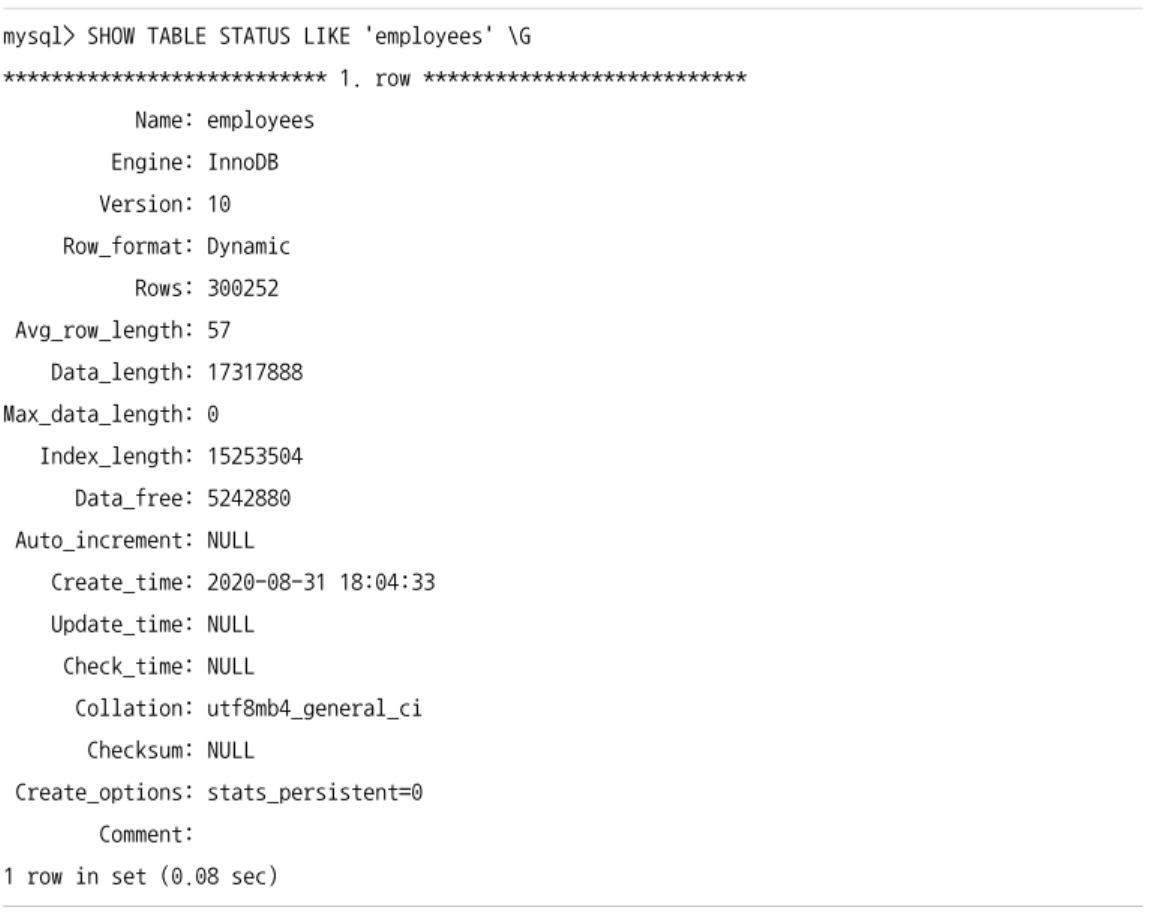 mysql> SHOW TABLE STATUS LIKE 'employees' \G
*************************** 1. row ***************************
Name: employees
Engine: InnoDB
Version: 10
Row_format: Dynamic
Rows: 300252
Avg_row_length: 57
Data_length: 17317888
Max_data_length: 0
Index_length: 15253504
Data_free: 5242880
Auto_increment: NULL
Create_time: 2020-08-31 18:04:33
Update_time: NULL
Check_time: NULL
Collation: utf8mb4_general_ci
Checksum: NULL
Create_options: stats_persistent=0
Comment:
1 row in set (0.08 sec)